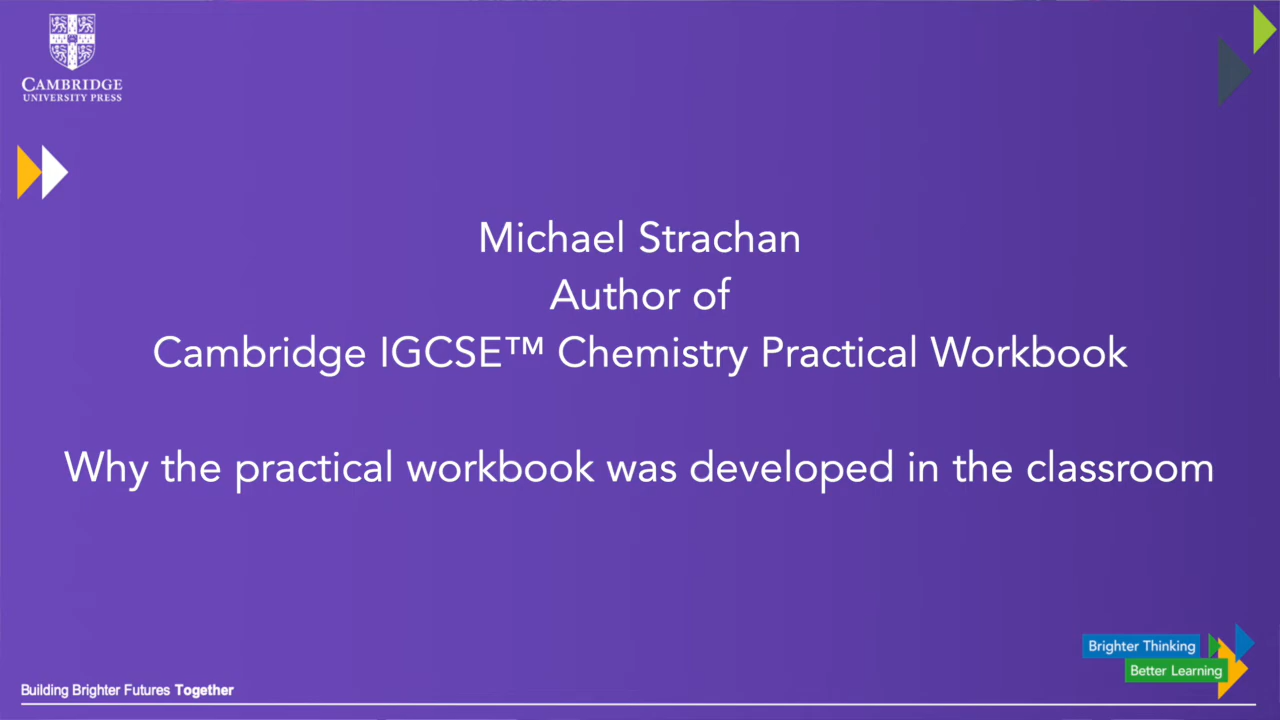 CAMBRIDGE
UNIVERSITY PRESS
Michael Strachan
Author of
Cambridge IGCSE™ Chemistry Practical Workbook
Why the practical workbook was developed in the classroom
Brighter Thinking
Better Learning
Building Brighter Futures Together